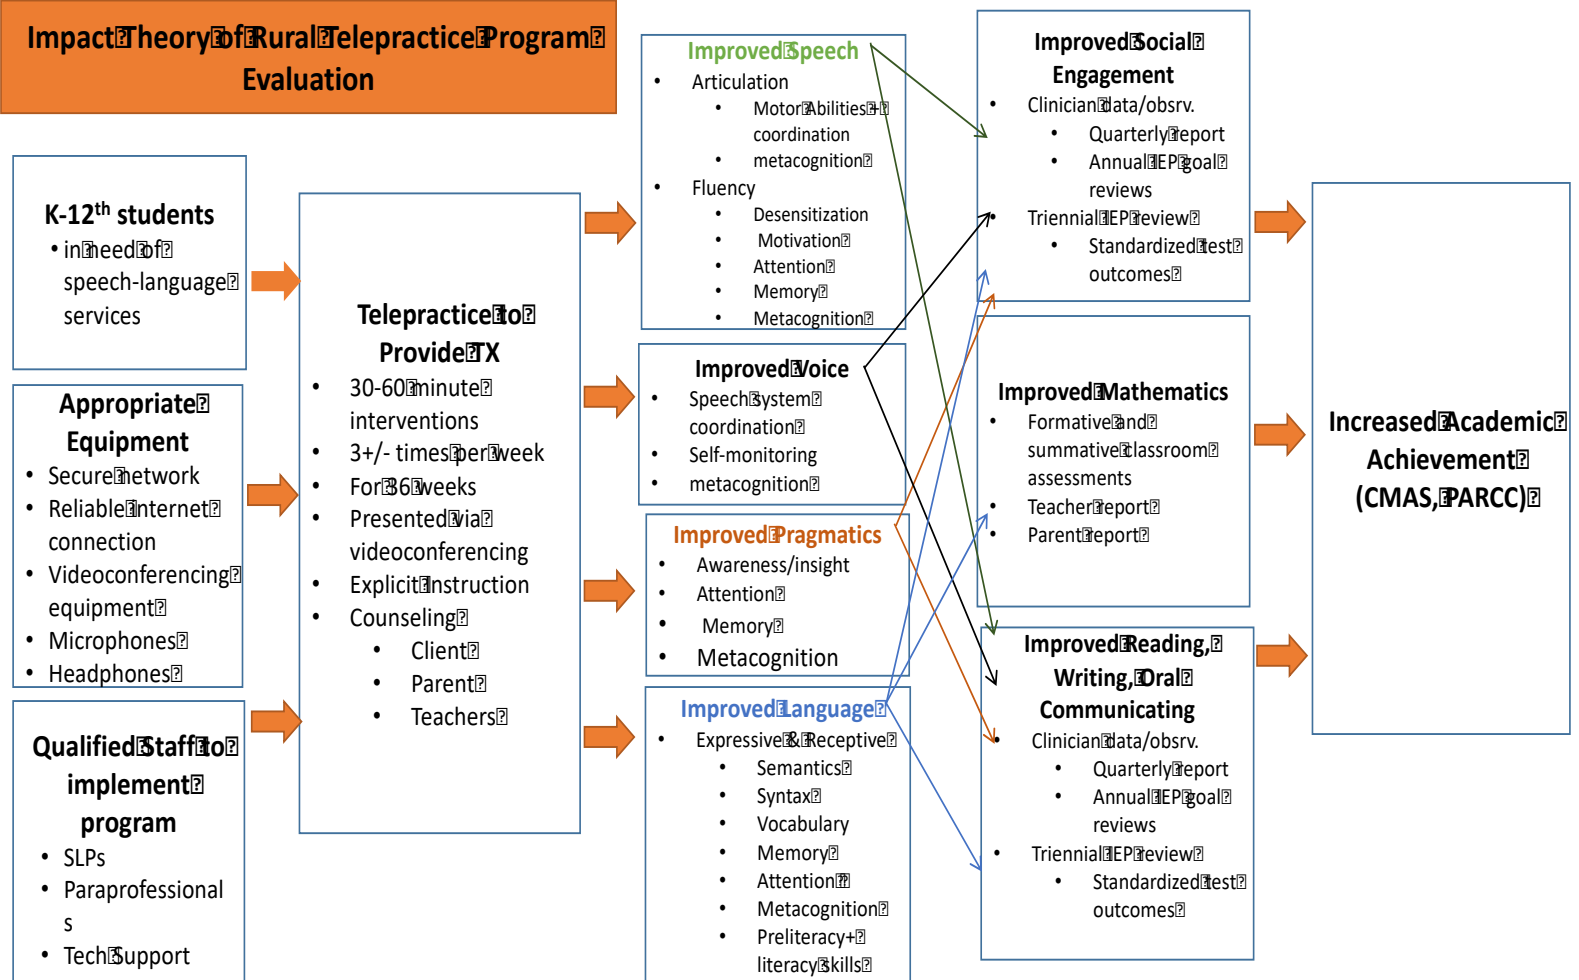 Impact Theory of Rural Telepractice Program
Evaluation
K-12th students
• in need of
speech-language
services
Appropriate
Equipment
• Secure network
• Reliable internet
connection
• Videoconferencing
equipment
• Microphones
• Headphones
Qualified Staff to
implement
program
• SLPs
• Paraprofessional
s
• Tech Support
Telepractice to
Provide TX
• 30-60 minute
interventions
• 3+/- times per week
• For 36 weeks
• Presented via
videoconferencing
• Explicit Instruction
• Counseling
• Client
• Parent
• Teachers
Improved Speech
• Articulation
• Motor Abilities +
coordination
• metacognition
• Fluency
• Desensitization
• Motivation
• Attention
• Memory
• Metacognition
Improved Voice
• Speech system
coordination
• Self-monitoring
• metacognition
Improved Pragmatics
• Awareness/insight
• Attention
• Memory
• Metacognition
Improved Language
• Expressive & Receptive
• Semantics
• Syntax
• Vocabulary
• Memory
• Attention
• Metacognition
• Preliteracy+
literacy skills
Improved Social
Engagement
• Clinician data/obsrv.
• Quarterly report
• Annual IEP goal
reviews
• Triennial IEP review
• Standardized test
outcomes
Improved Mathematics
• Formative and
summative classroom
assessments
• Teacher report
• Parent report
Improved Reading,
Writing, Oral
Communicating
• Clinician data/obsrv.
• Quarterly report
• Annual IEP goal
reviews
• Triennial IEP review
• Standardized test
outcomes
Increased Academic
Achievement
(CMAS, PARCC)